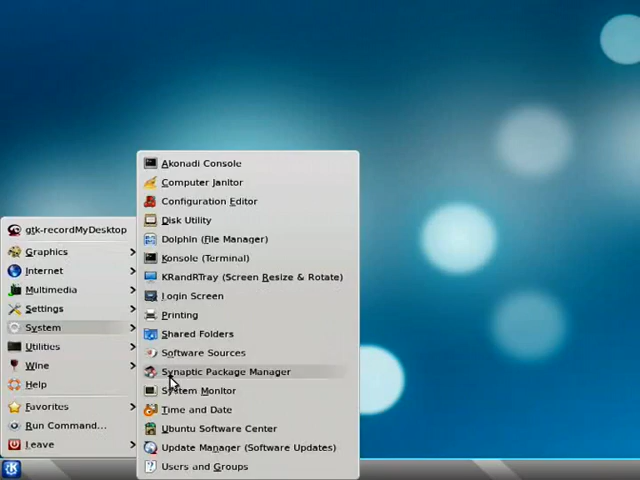 gtk-recordMyDesktop
Graphics
Internet
Multimedia
Settings
System
Utilities
Wine
Help
Favorites
Run Command...
Leave
Akonadi Console
Computer Janitor
Configuration Editor
Disk Utility
Dolphin (File Manager)
Konsole (Terminal)
KRandRTray (Screen Resize & Rotate)
Login Screen
Printing
Shared Folders
Software Sources
Synaptic Package Manager
System Monitor
Time and Date
Ubuntu Software Center
Update Manager (Software Updates)
Users and Groups